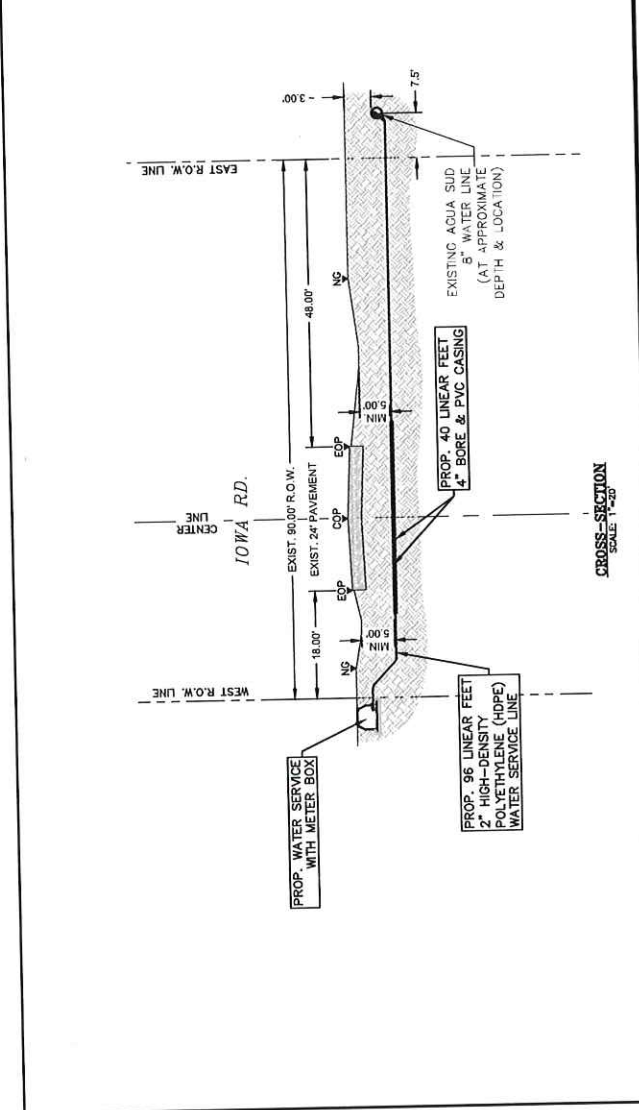 WEST R.O.W. LINE
CENTER
LINE
EAST R.O.W. LINE
IOWA RD.
EXIST. 90.00' R.O.W.
18.00'
EXIST. 24' PAVEMENT
48.00'
~ 3.00'
NG
EOP
COP
EOP
NG
MIN.
5.00'
MIN.
5.00'
7.5'
PROP. WATER SERVICE
WITH METER BOX
PROP. 96 LINEAR FEET
2" HIGH-DENSITY
POLYETHYLENE (HDPE)
WATER SERVICE LINE
PROP. 40 LINEAR FEET
4" BORE & PVC CASING
EXISTING AGUA SUD
8" WATER LINE
(AT APPROXIMATE
DEPTH & LOCATION)
CROSS-SECTION
SCALE: 1"=20'